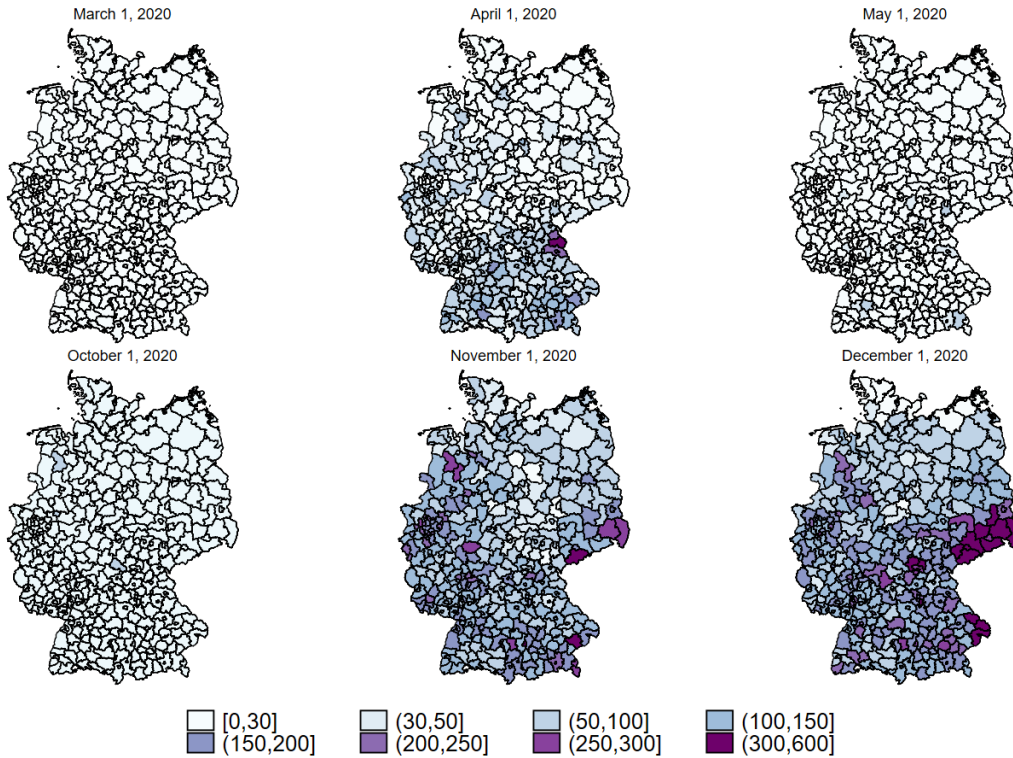 March 1, 2020
April 1, 2020
May 1, 2020
October 1, 2020
November 1, 2020
December 1, 2020
[0,30] (30,50] (50,100] (100,150]
(150,200] (200,250] (250,300] (300,600]